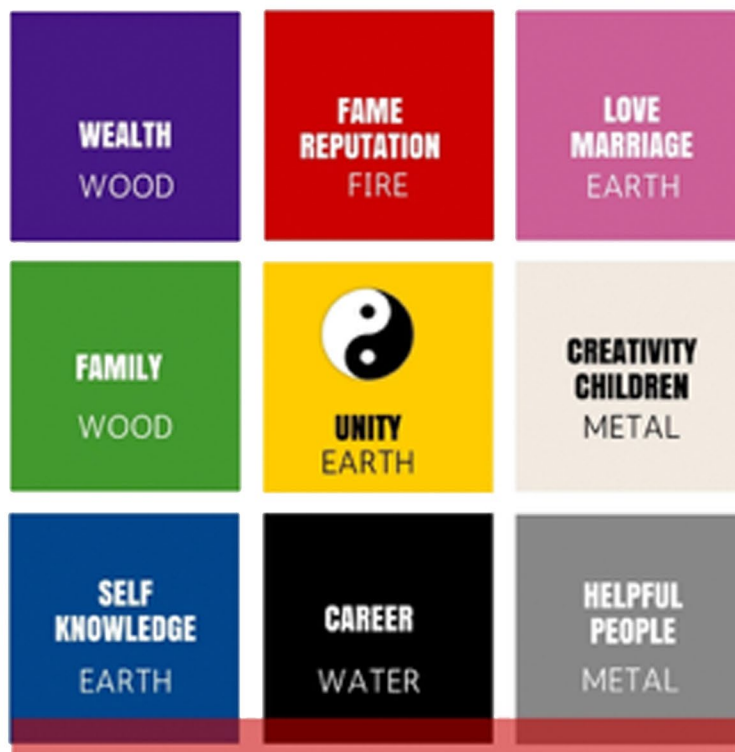 WEALTH
WOOD
FAME
REPUTATION
FIRE
LOVE
MARRIAGE
EARTH
FAMILY
WOOD
UNITY
EARTH
CREATIVITY
CHILDREN
METAL
SELF
KNOWLEDGE
EARTH
CAREER
WATER
HELPFUL
PEOPLE
METAL